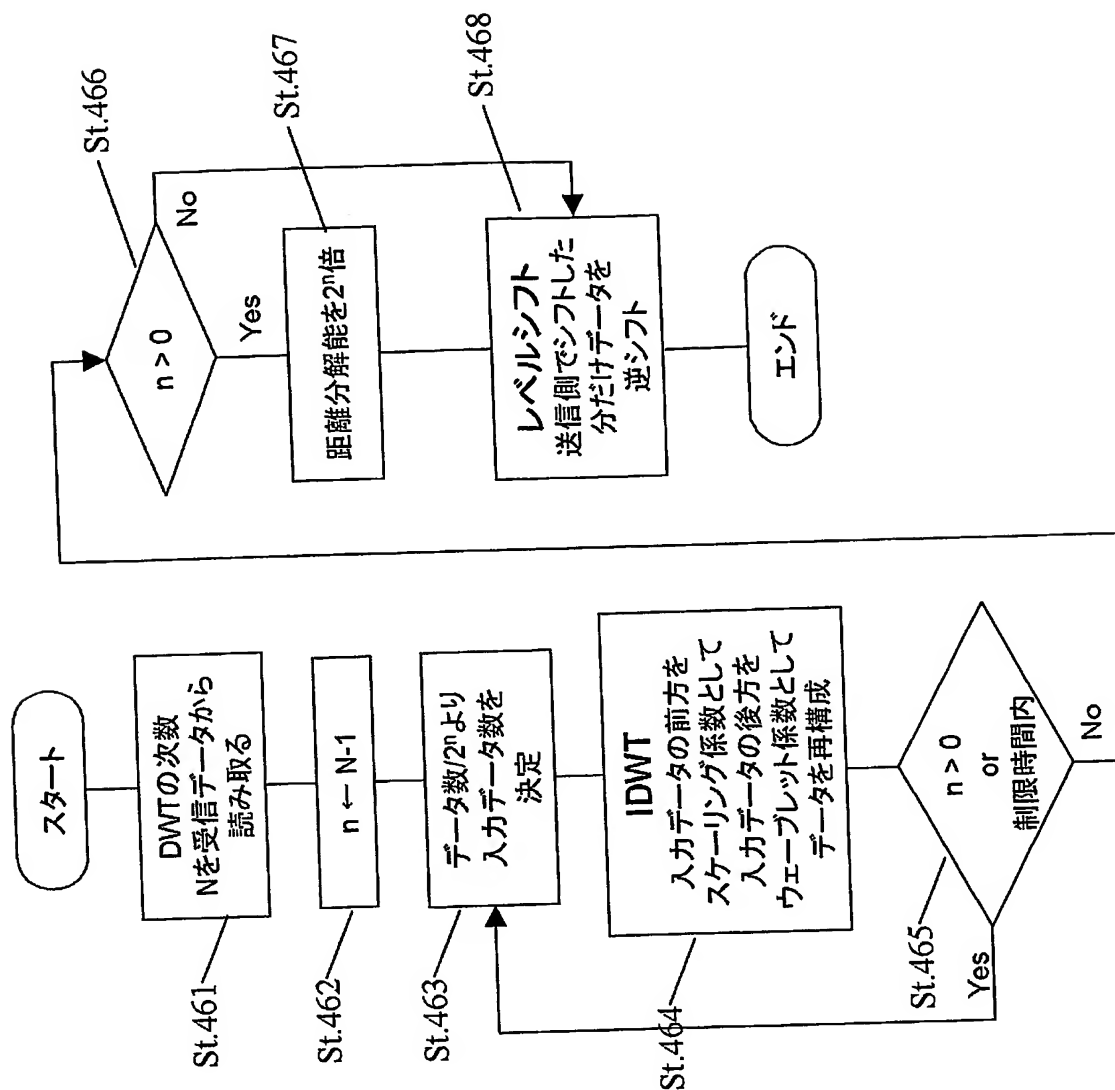 スタート
St.461
DWTの次数
Nを受信データから
読み取る
St.462
n ← N-1
St.463
データ数/2ⁿより
入力データ数を
決定
St.464
IDWT
入力データの前方を
スケーリング係数として
入力データの後方を
ウェーブレット係数として
データを再構成
St.465
n > 0
or
制限時間内
Yes
No
St.466
n > 0
No
Yes
St.467
距離分解能を2ⁿ倍
St.468
レベルシフト
送信側でシフトした
分だけデータを
逆シフト
エンド